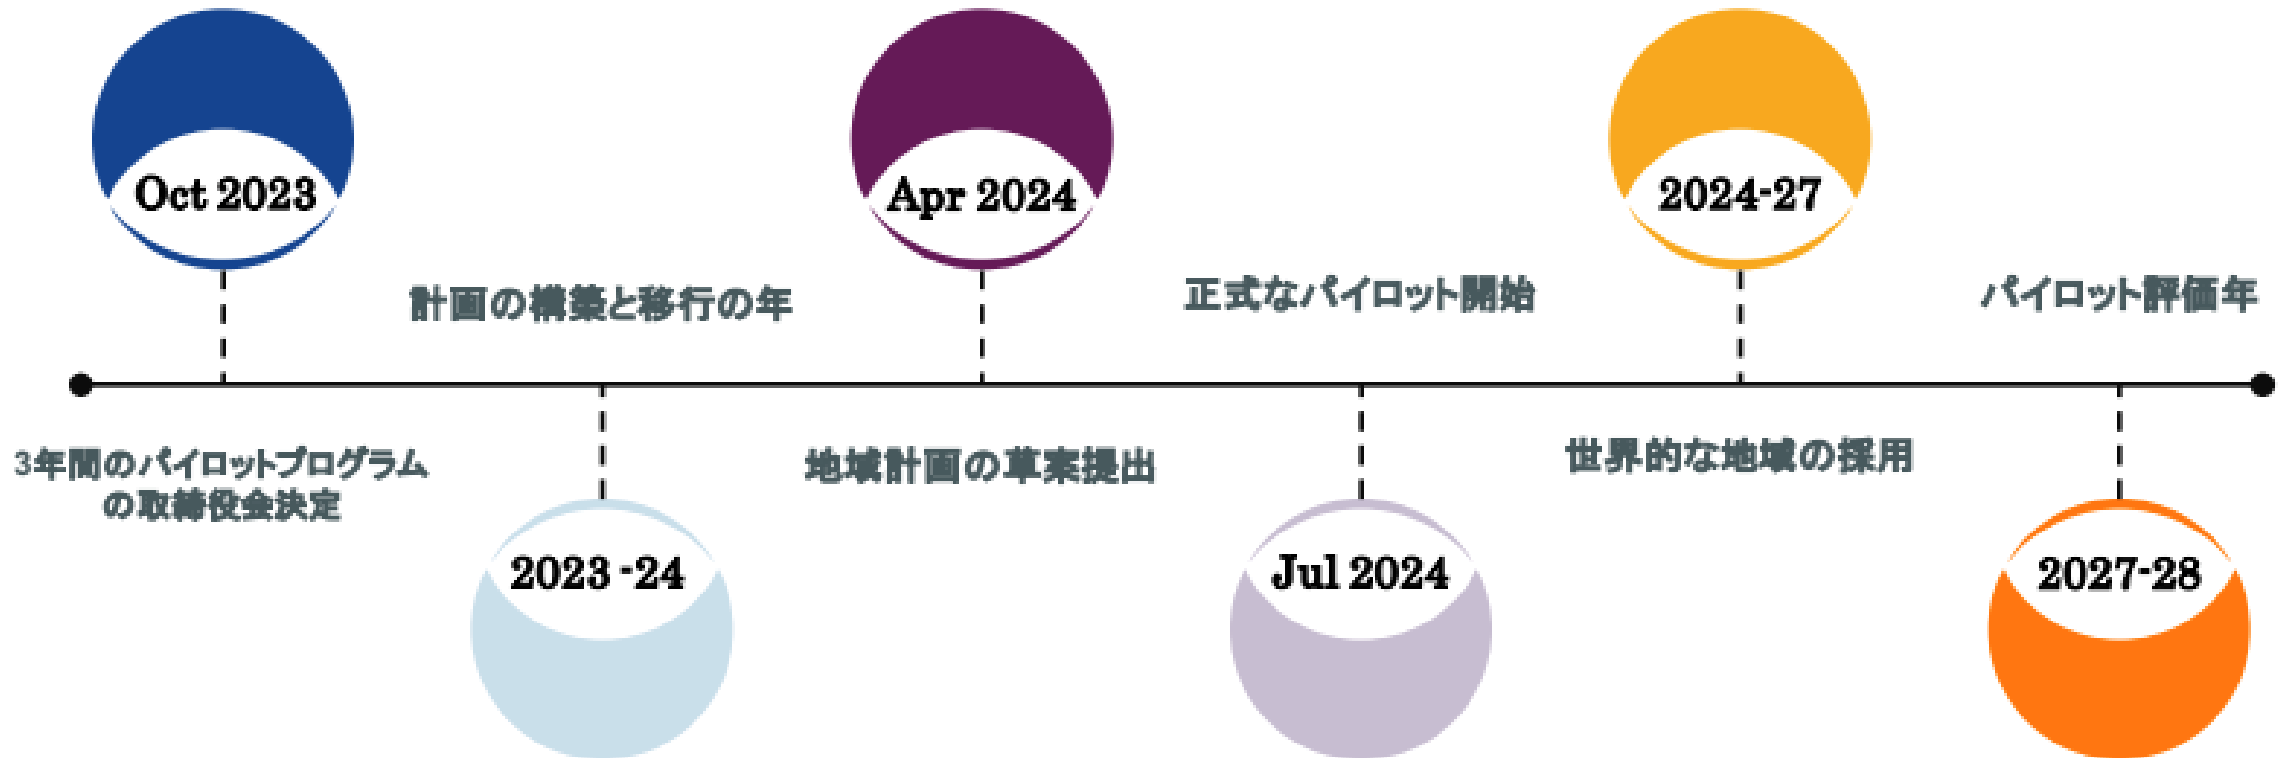 Oct 2023
3年間のパイロットプログラム
の取締役会決定
計画の構築と移行の年
2023 -24
Apr 2024
地域計画の草案提出
正式なパイロット開始
Jul 2024
2024-27
世界的な地域の採用
パイロット評価年
2027-28